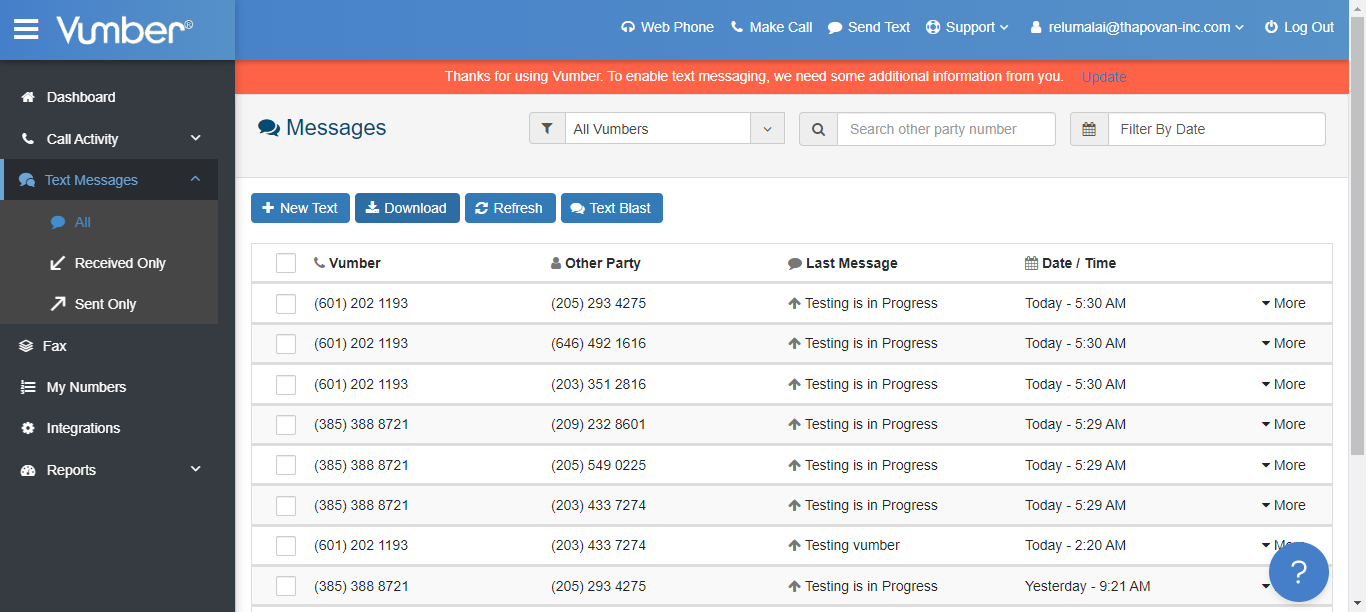 Vumber®
Web Phone Make Call Send Text Support relumalai@thapovan-inc.com Log Out
Thanks for using Vumber. To enable text messaging, we need some additional information from you. Update
Dashboard
Call Activity
Text Messages
All
Received Only
Sent Only
Fax
My Numbers
Integrations
Reports
Messages
All Vumbers
Search other party number
Filter By Date
New Text Download Refresh Text Blast
Vumber Other Party Last Message Date / Time
(601) 202 1193 (205) 293 4275 Testing is in Progress Today - 5:30 AM More
(601) 202 1193 (646) 492 1616 Testing is in Progress Today - 5:30 AM More
(601) 202 1193 (203) 351 2816 Testing is in Progress Today - 5:30 AM More
(385) 388 8721 (209) 232 8601 Testing is in Progress Today - 5:29 AM More
(385) 388 8721 (205) 549 0225 Testing is in Progress Today - 5:29 AM More
(385) 388 8721 (203) 433 7274 Testing is in Progress Today - 5:29 AM More
(601) 202 1193 (203) 433 7274 Testing vumber Today - 2:20 AM
(385) 388 8721 (205) 293 4275 Testing is in Progress Yesterday - 9:21 AM
?